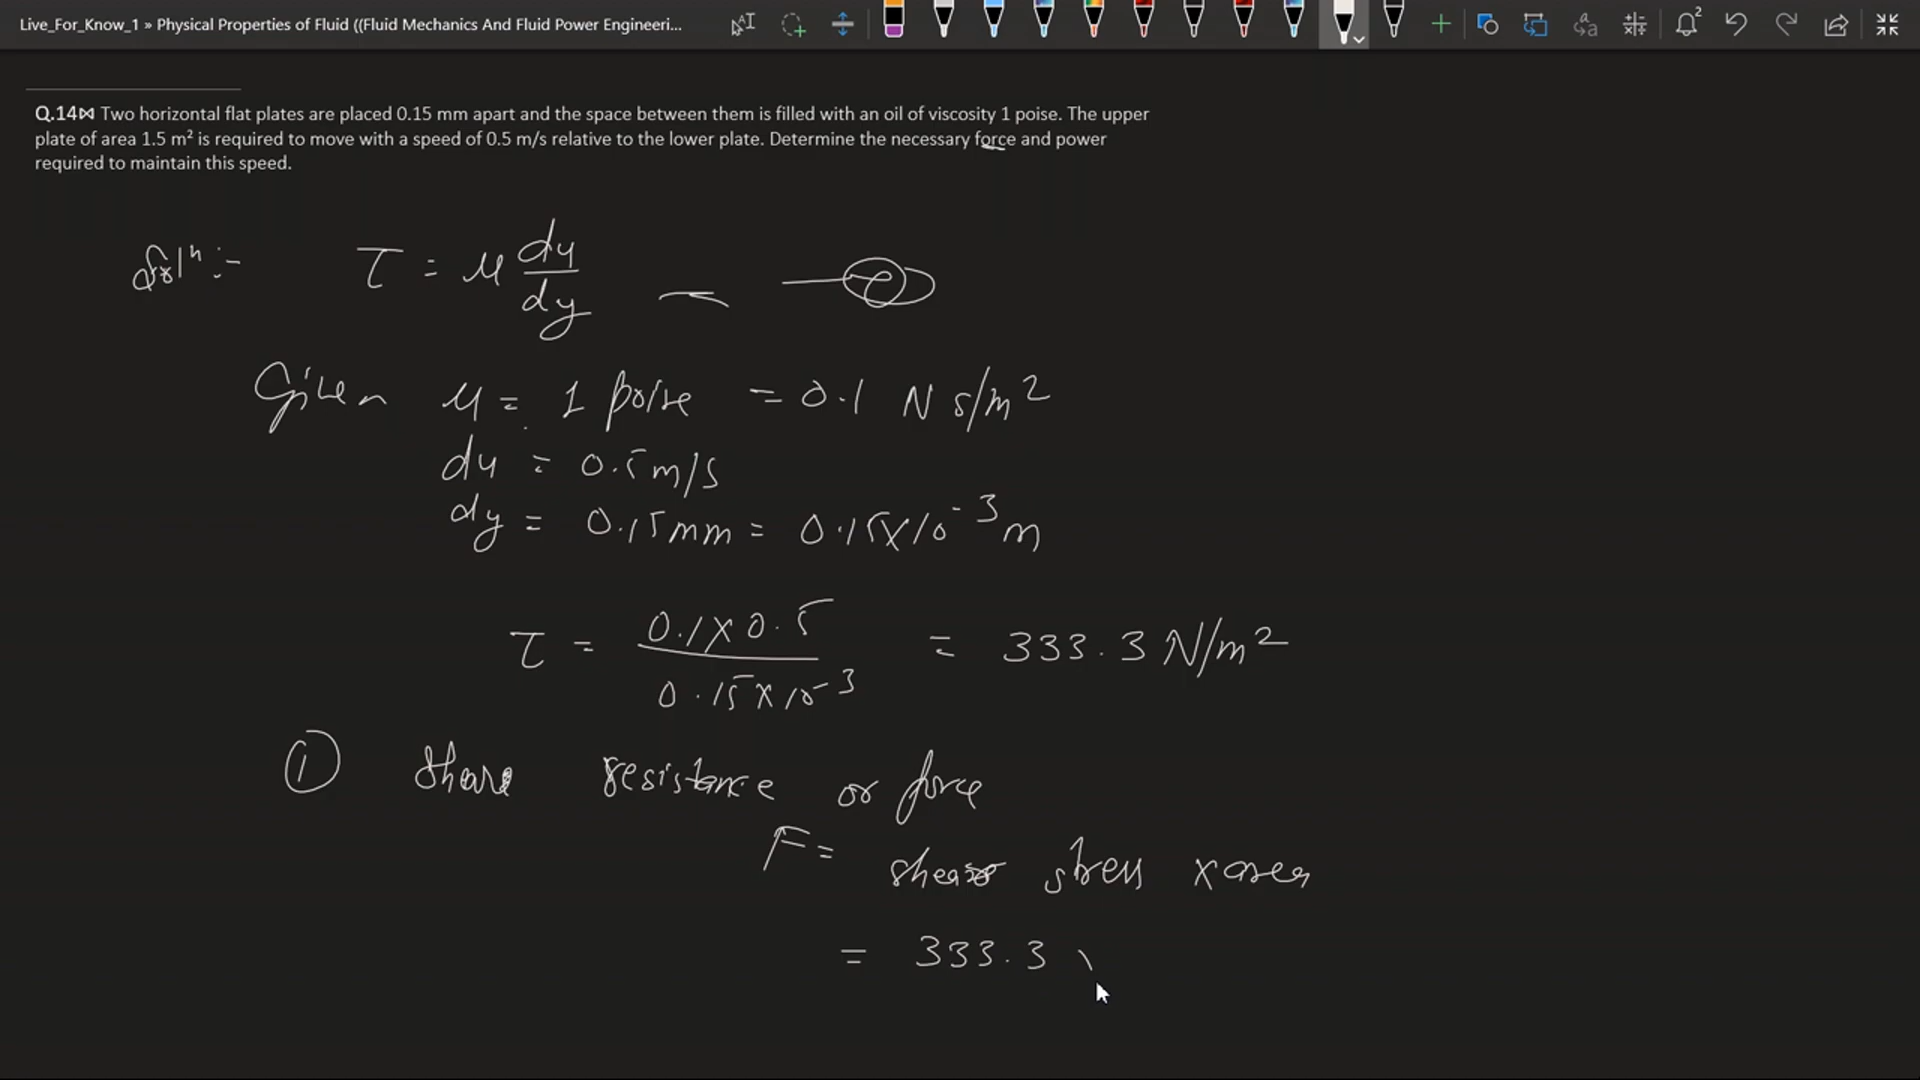 Live_For_Know_1 » Physical Properties of Fluid ((Fluid Mechanics And Fluid Power Engineeri...
2
Q.14⋈ Two horizontal flat plates are placed 0.15 mm apart and the space between them is filled with an oil of viscosity 1 poise. The upper
plate of area 1.5 m² is required to move with a speed of 0.5 m/s relative to the lower plate. Determine the necessary force and power
required to maintain this speed.
Solⁿ :-
τ = μ du/dy
Given μ = 1 poise = 0.1 N s/m²
du = 0.5 m/s
dy = 0.15 mm = 0.15 × 10⁻³ m
τ = 0.1 × 0.5 / 0.15 × 10⁻³ = 333.3 N/m²
① Share resistance or force
F = shear stress × area
= 333.3